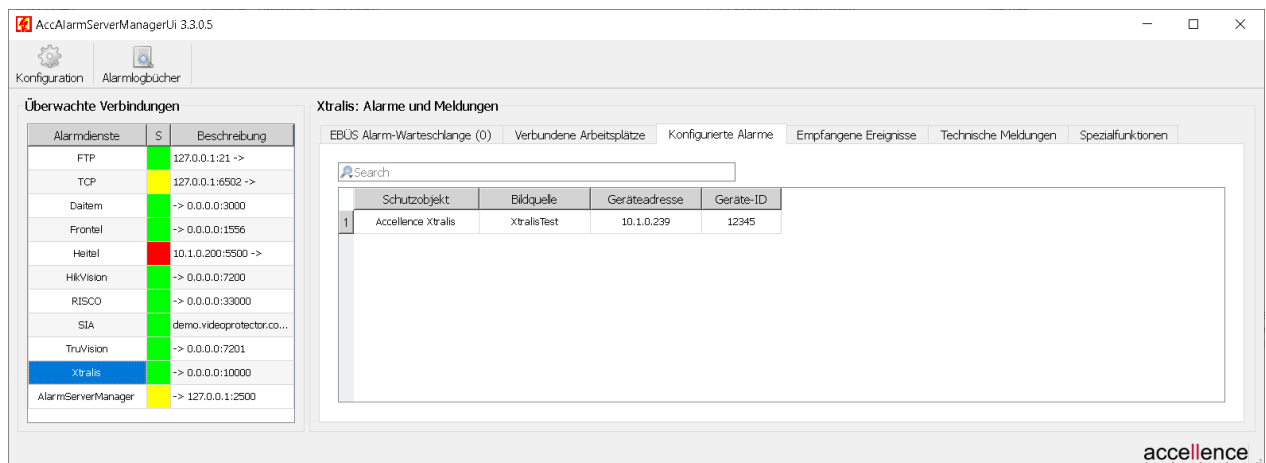 AccAlarmServerManagerUi 3.3.0.5
Konfiguration Alarmlogbücher
Überwachte Verbindungen
Alarmdienste S Beschreibung
FTP 127.0.0.1:21 ->
TCP 127.0.0.1:6502 ->
Daitem -> 0.0.0.0:3000
Frontel -> 0.0.0.0:1556
Heitel 10.1.0.200:5500 ->
HikVision -> 0.0.0.0:7200
RISCO -> 0.0.0.0:33000
SIA demo.videoprotector.co...
TruVision -> 0.0.0.0:7201
Xtralis -> 0.0.0.0:10000
AlarmServerManager -> 127.0.0.1:2500
Xtralis: Alarme und Meldungen
EBÜS Alarm-Warteschlange (0) Verbundene Arbeitsplätze Konfigurierte Alarme Empfangene Ereignisse Technische Meldungen Spezialfunktionen
Search
Schutzobjekt Bildquelle Geräteadresse Geräte-ID
1 Accellence Xtralis XtralisTest 10.1.0.239 12345
accellence